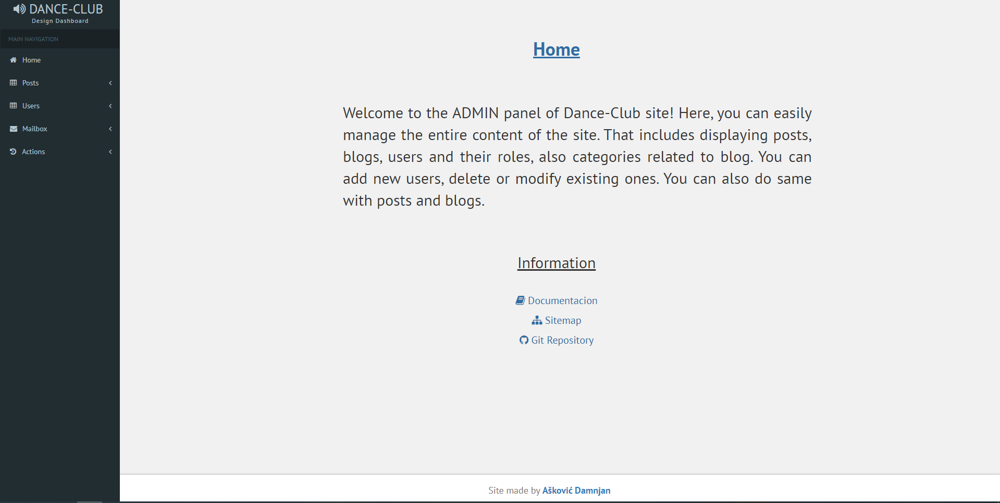 DANCE-CLUB
Design Dashboard
MAIN NAVIGATION
Home
Posts
Users
Mailbox
Actions
Home
Welcome to the ADMIN panel of Dance-Club site! Here, you can easily
manage the entire content of the site. That includes displaying posts,
blogs, users and their roles, also categories related to blog. You can
add new users, delete or modify existing ones. You can also do same
with posts and blogs.
Information
Documentacion
Sitemap
Git Repository
Site made by Ašković Damnjan